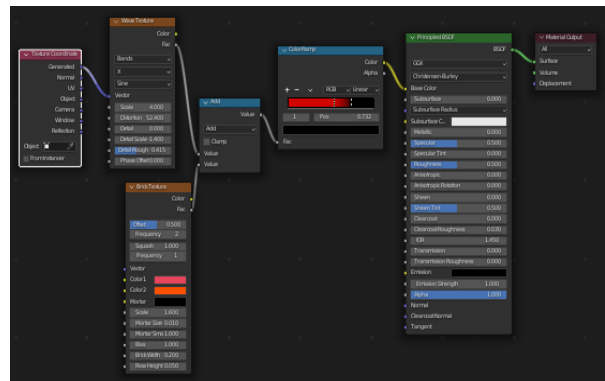 Texture Coordinate
Generated
Normal
UV
Object
Camera
Window
Reflection
Object
From Instancer
Wave Texture
Color
Fac
Bands
X
Sine
Vector
Scale 4.000
Distortion 52.400
Detail 0.000
Detail Scale -1.400
Detail Rough 0.415
Phase Offset 0.000
Brick Texture
Color
Fac
Offset 0.500
Frequency 2
Squash 1.000
Frequency 1
Vector
Color1
Color2
Mortar
Scale 1.600
Mortar Size 0.010
Mortar Smo 1.000
Bias 1.000
Brick Width 0.200
Row Height 0.050
Add
Value
Add
Clamp
Value
Value
ColorRamp
Color
Alpha
+ − RGB Linear
1 Pos 0.732
Fac
Principled BSDF
BSDF
GGX
Christensen-Burley
Base Color
Subsurface 0.000
Subsurface Radius
Subsurface C..
Metallic 0.000
Specular 0.500
Specular Tint 0.000
Roughness 0.500
Anisotropic 0.000
Anisotropic Rotation 0.000
Sheen 0.000
Sheen Tint 0.500
Clearcoat 0.000
Clearcoat Roughness 0.030
IOR 1.450
Transmission 0.000
Transmission Roughness 0.000
Emission
Emission Strength 1.000
Alpha 1.000
Normal
Clearcoat Normal
Tangent
Material Output
All
Surface
Volume
Displacement